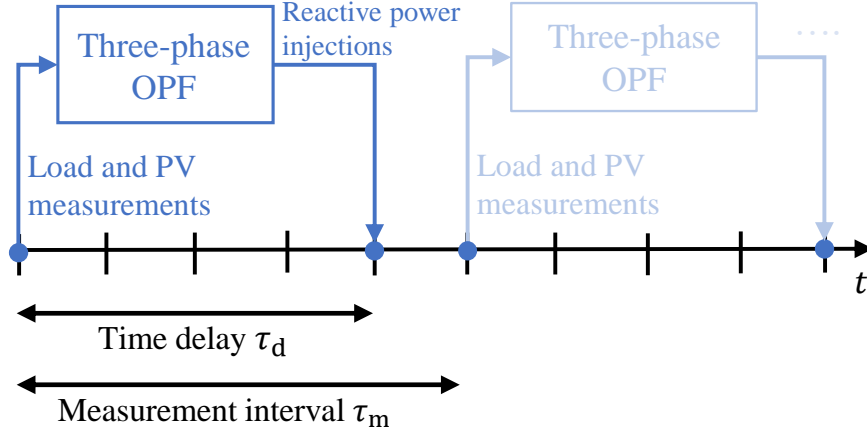 Three-phase
OPF
Reactive power
injections
Load and PV
measurements
Three-phase
OPF
....
Load and PV
measurements
t
Time delay τd
Measurement interval τm